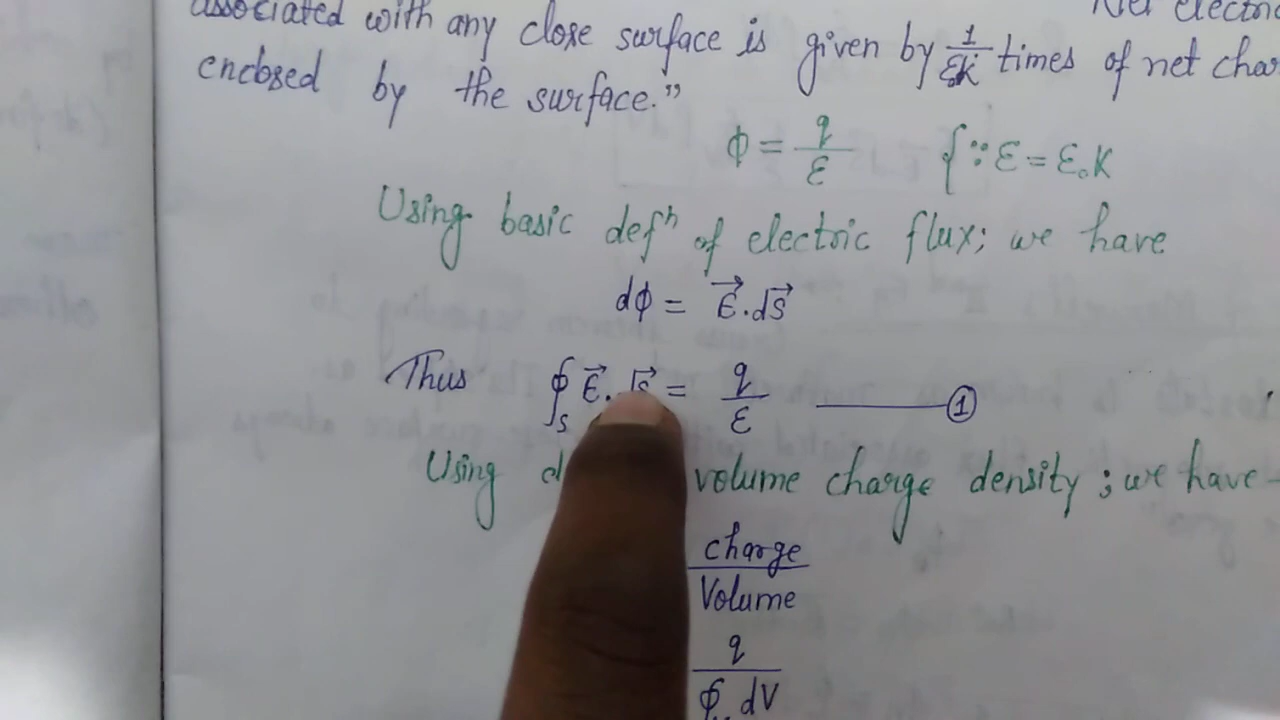 associated with any close surface is given by 1/ε₀K times of net
enclosed by the surface."
φ = q/ε {∵ ε = ε₀K
Using basic defⁿ of electric flux; we have
dφ = E⃗.dS⃗
Thus ∮ₛ E⃗. S⃗ = q/ε ——— ①
Using volume charge density ; we have -
charge
Volume
q
∮ dV